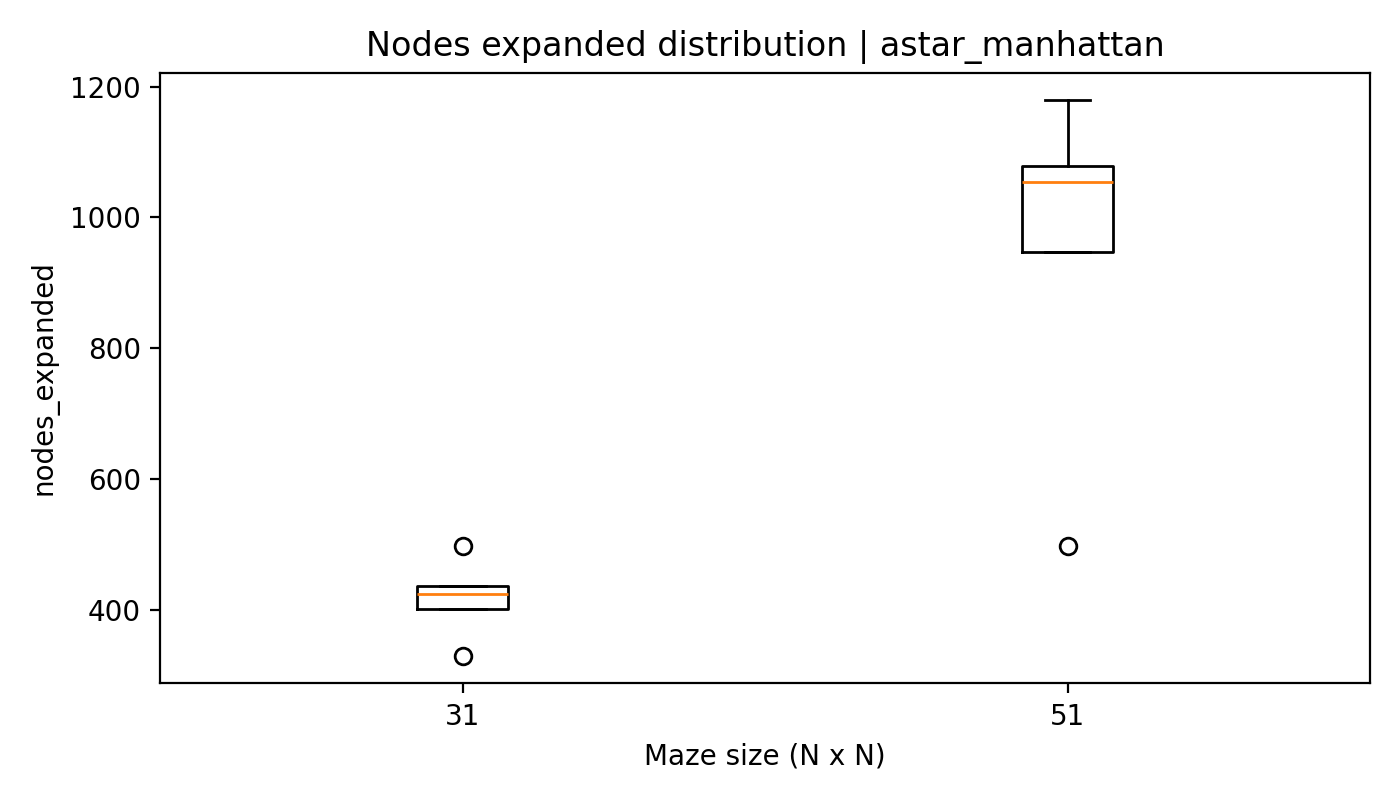 Nodes expanded distribution | astar_manhattan
1200
1000
800
600
400
nodes_expanded
31
51
Maze size (N x N)